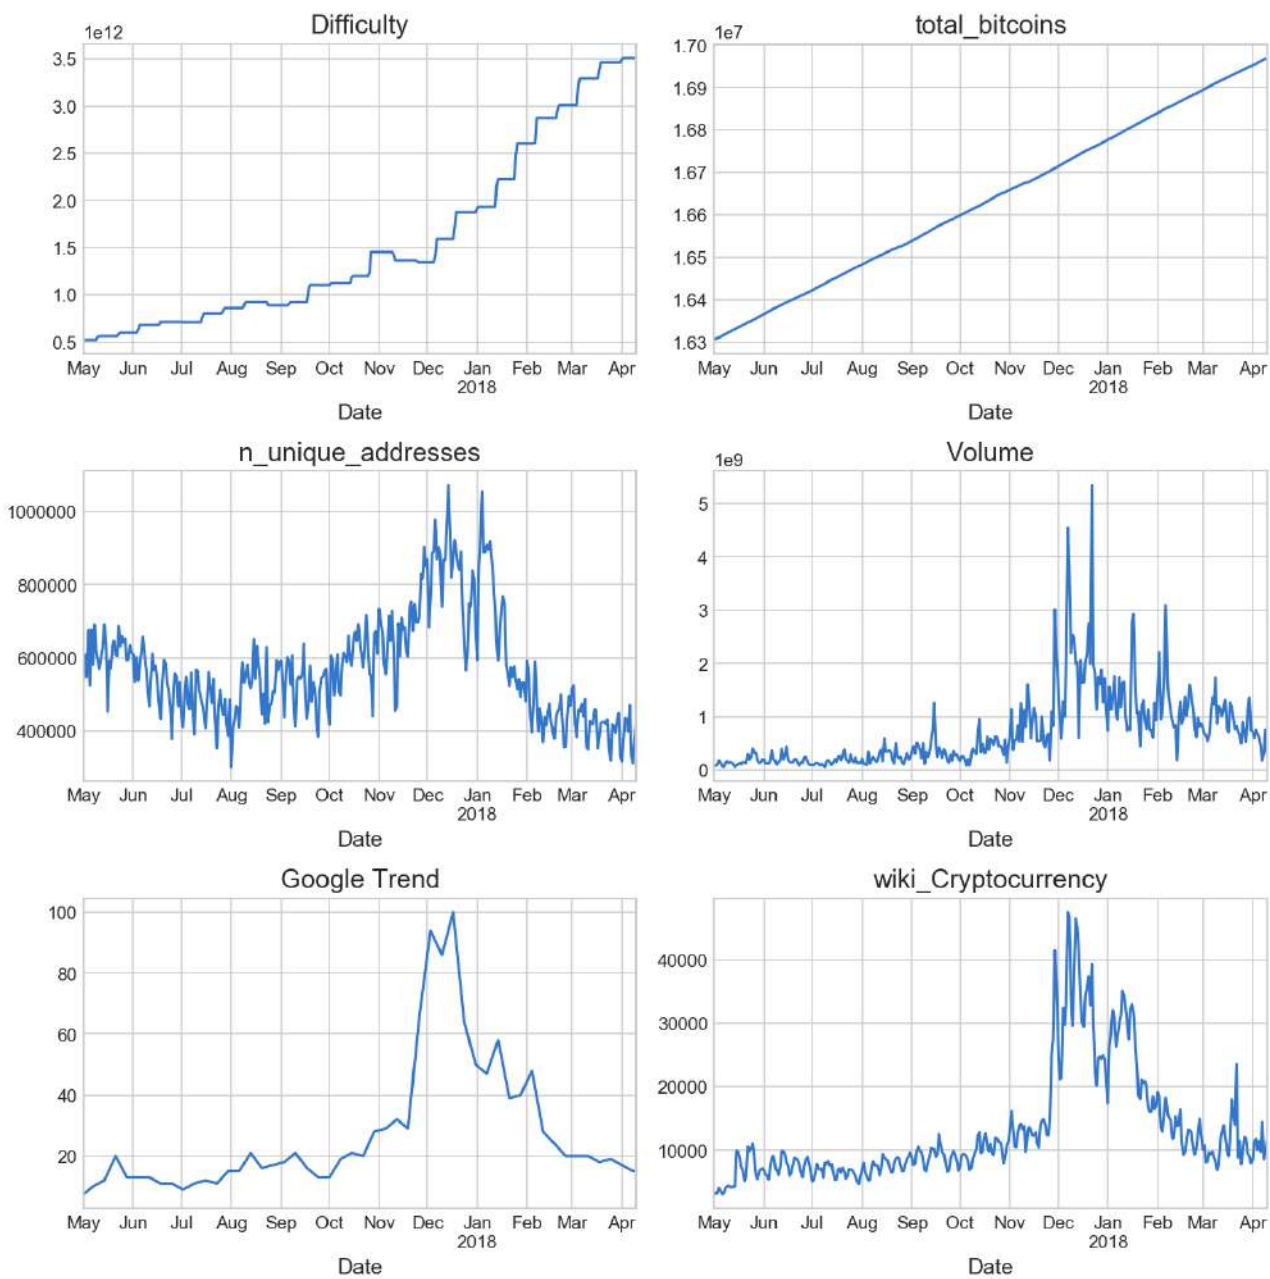 Difficulty
1e12
3.5
3.0
2.5
2.0
1.5
1.0
0.5
May Jun Jul Aug Sep Oct Nov Dec Jan Feb Mar Apr
2018
Date
total_bitcoins
1e7
1.70
1.69
1.68
1.67
1.66
1.65
1.64
1.63
May Jun Jul Aug Sep Oct Nov Dec Jan Feb Mar Apr
2018
Date
n_unique_addresses
1000000
800000
600000
400000
May Jun Jul Aug Sep Oct Nov Dec Jan Feb Mar Apr
2018
Date
Volume
1e9
5
4
3
2
1
0
May Jun Jul Aug Sep Oct Nov Dec Jan Feb Mar Apr
2018
Date
Google Trend
100
80
60
40
20
May Jun Jul Aug Sep Oct Nov Dec Jan Feb Mar Apr
2018
Date
wiki_Cryptocurrency
40000
30000
20000
10000
May Jun Jul Aug Sep Oct Nov Dec Jan Feb Mar Apr
2018
Date